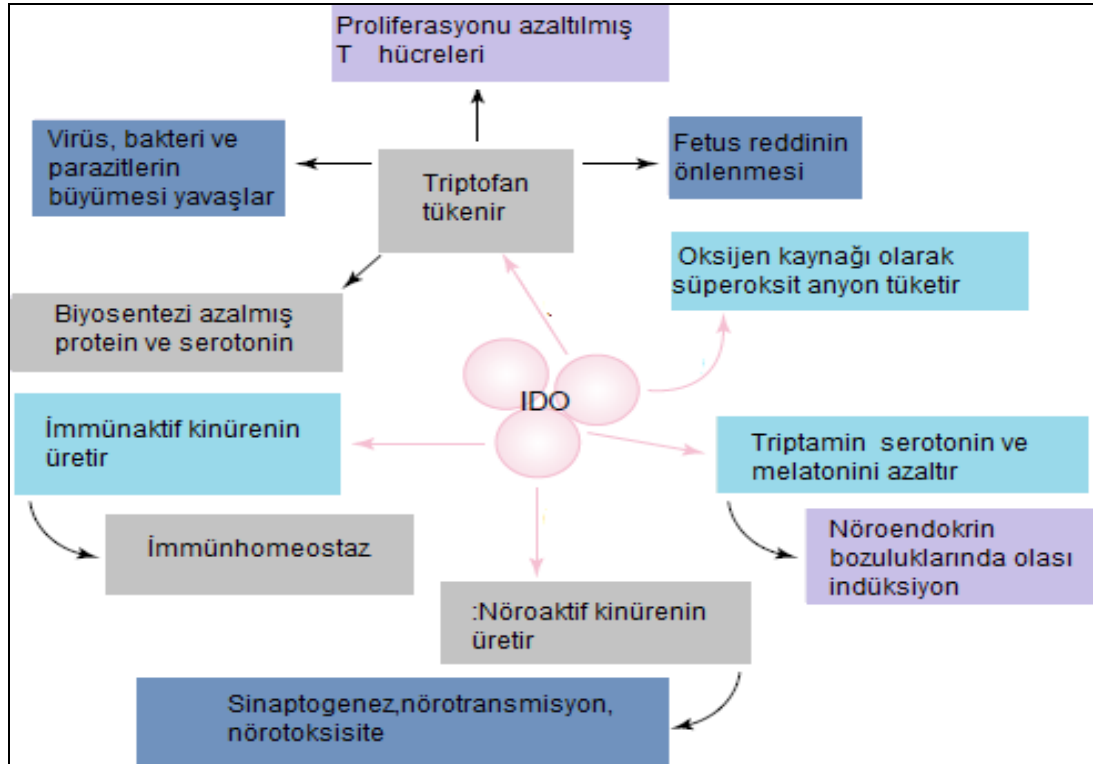 Proliferasyonu azaltılmış
T hücreleri
Virüs, bakteri ve
parazitlerin
büyümesi yavaşlar
Triptofan
tükenir
Fetus reddinin
önlenmesi
Oksijen kaynağı olarak
süperoksit anyon tüketir
Biyosentezi azalmış
protein ve serotonin
IDO
İmmünaktif kinürenin
üretir
Triptamin serotonin ve
melatonini azaltır
İmmünhomeostaz
Nöroendokrin
bozuluklarında olası
indüksiyon
:Nöroaktif kinürenin
üretir
Sinaptogenez,nörotransmisyon,
nörotoksisite